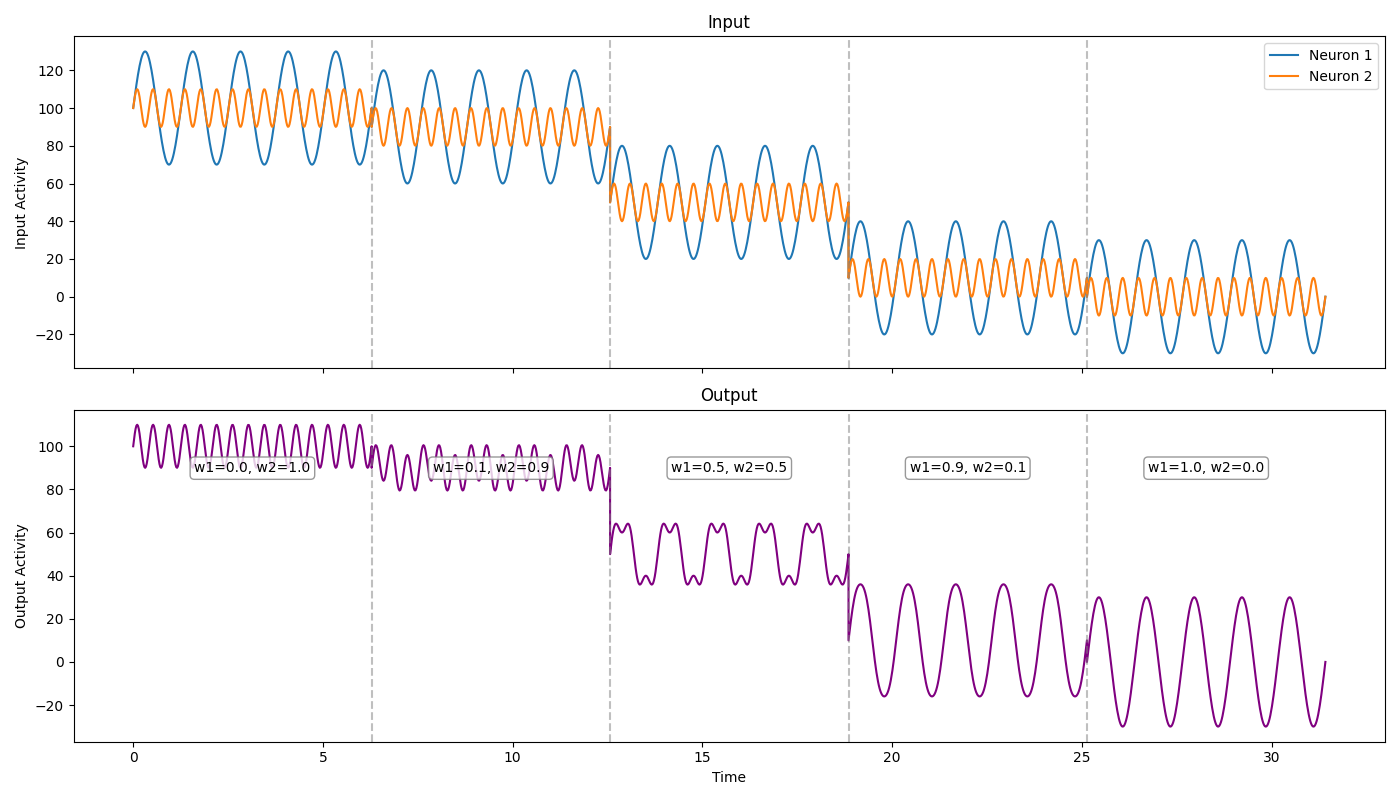 Input
Input Activity
120
100
80
60
40
20
0
−20
Neuron 1
Neuron 2
Output
Output Activity
100
80
60
40
20
0
−20
w1=0.0, w2=1.0
w1=0.1, w2=0.9
w1=0.5, w2=0.5
w1=0.9, w2=0.1
w1=1.0, w2=0.0
0
5
10
15
20
25
30
Time